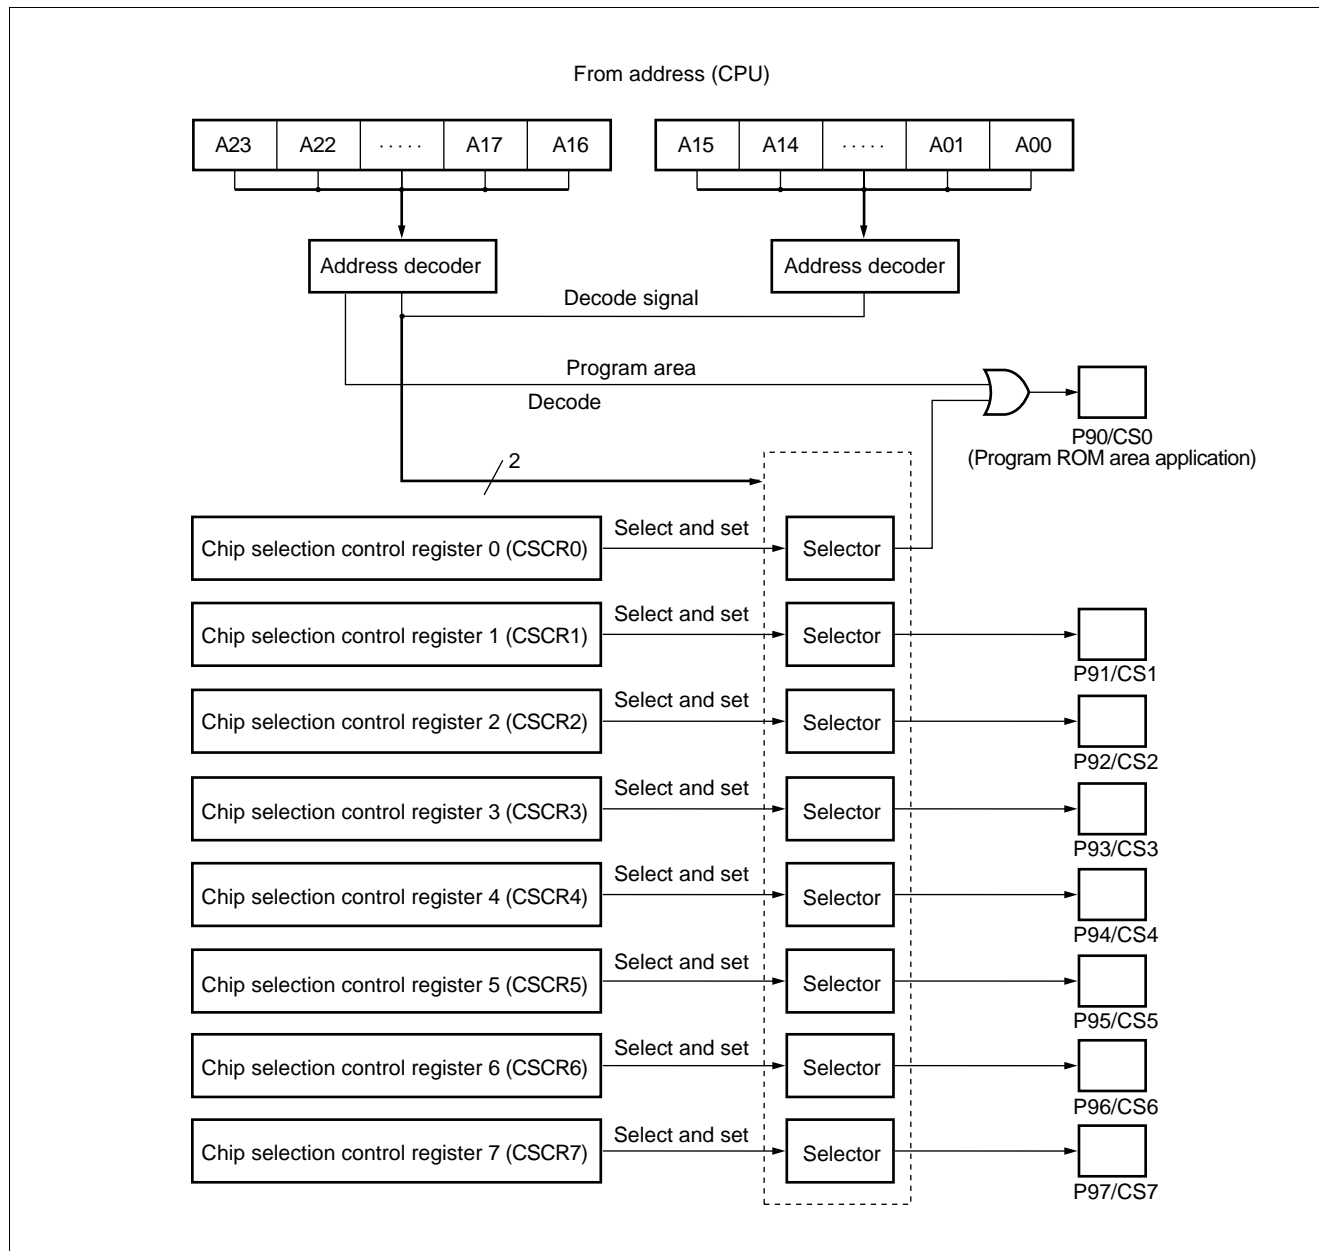 From address (CPU)
A23 A22 ..... A17 A16 A15 A14 ..... A01 A00
Address decoder Address decoder
Decode signal
Program area
Decode
P90/CS0
(Program ROM area application)
2
Chip selection control register 0 (CSCR0) Select and set Selector
Chip selection control register 1 (CSCR1) Select and set Selector
P91/CS1
Chip selection control register 2 (CSCR2) Select and set Selector
P92/CS2
Chip selection control register 3 (CSCR3) Select and set Selector
P93/CS3
Chip selection control register 4 (CSCR4) Select and set Selector
P94/CS4
Chip selection control register 5 (CSCR5) Select and set Selector
P95/CS5
Chip selection control register 6 (CSCR6) Select and set Selector
P96/CS6
Chip selection control register 7 (CSCR7) Select and set Selector
P97/CS7